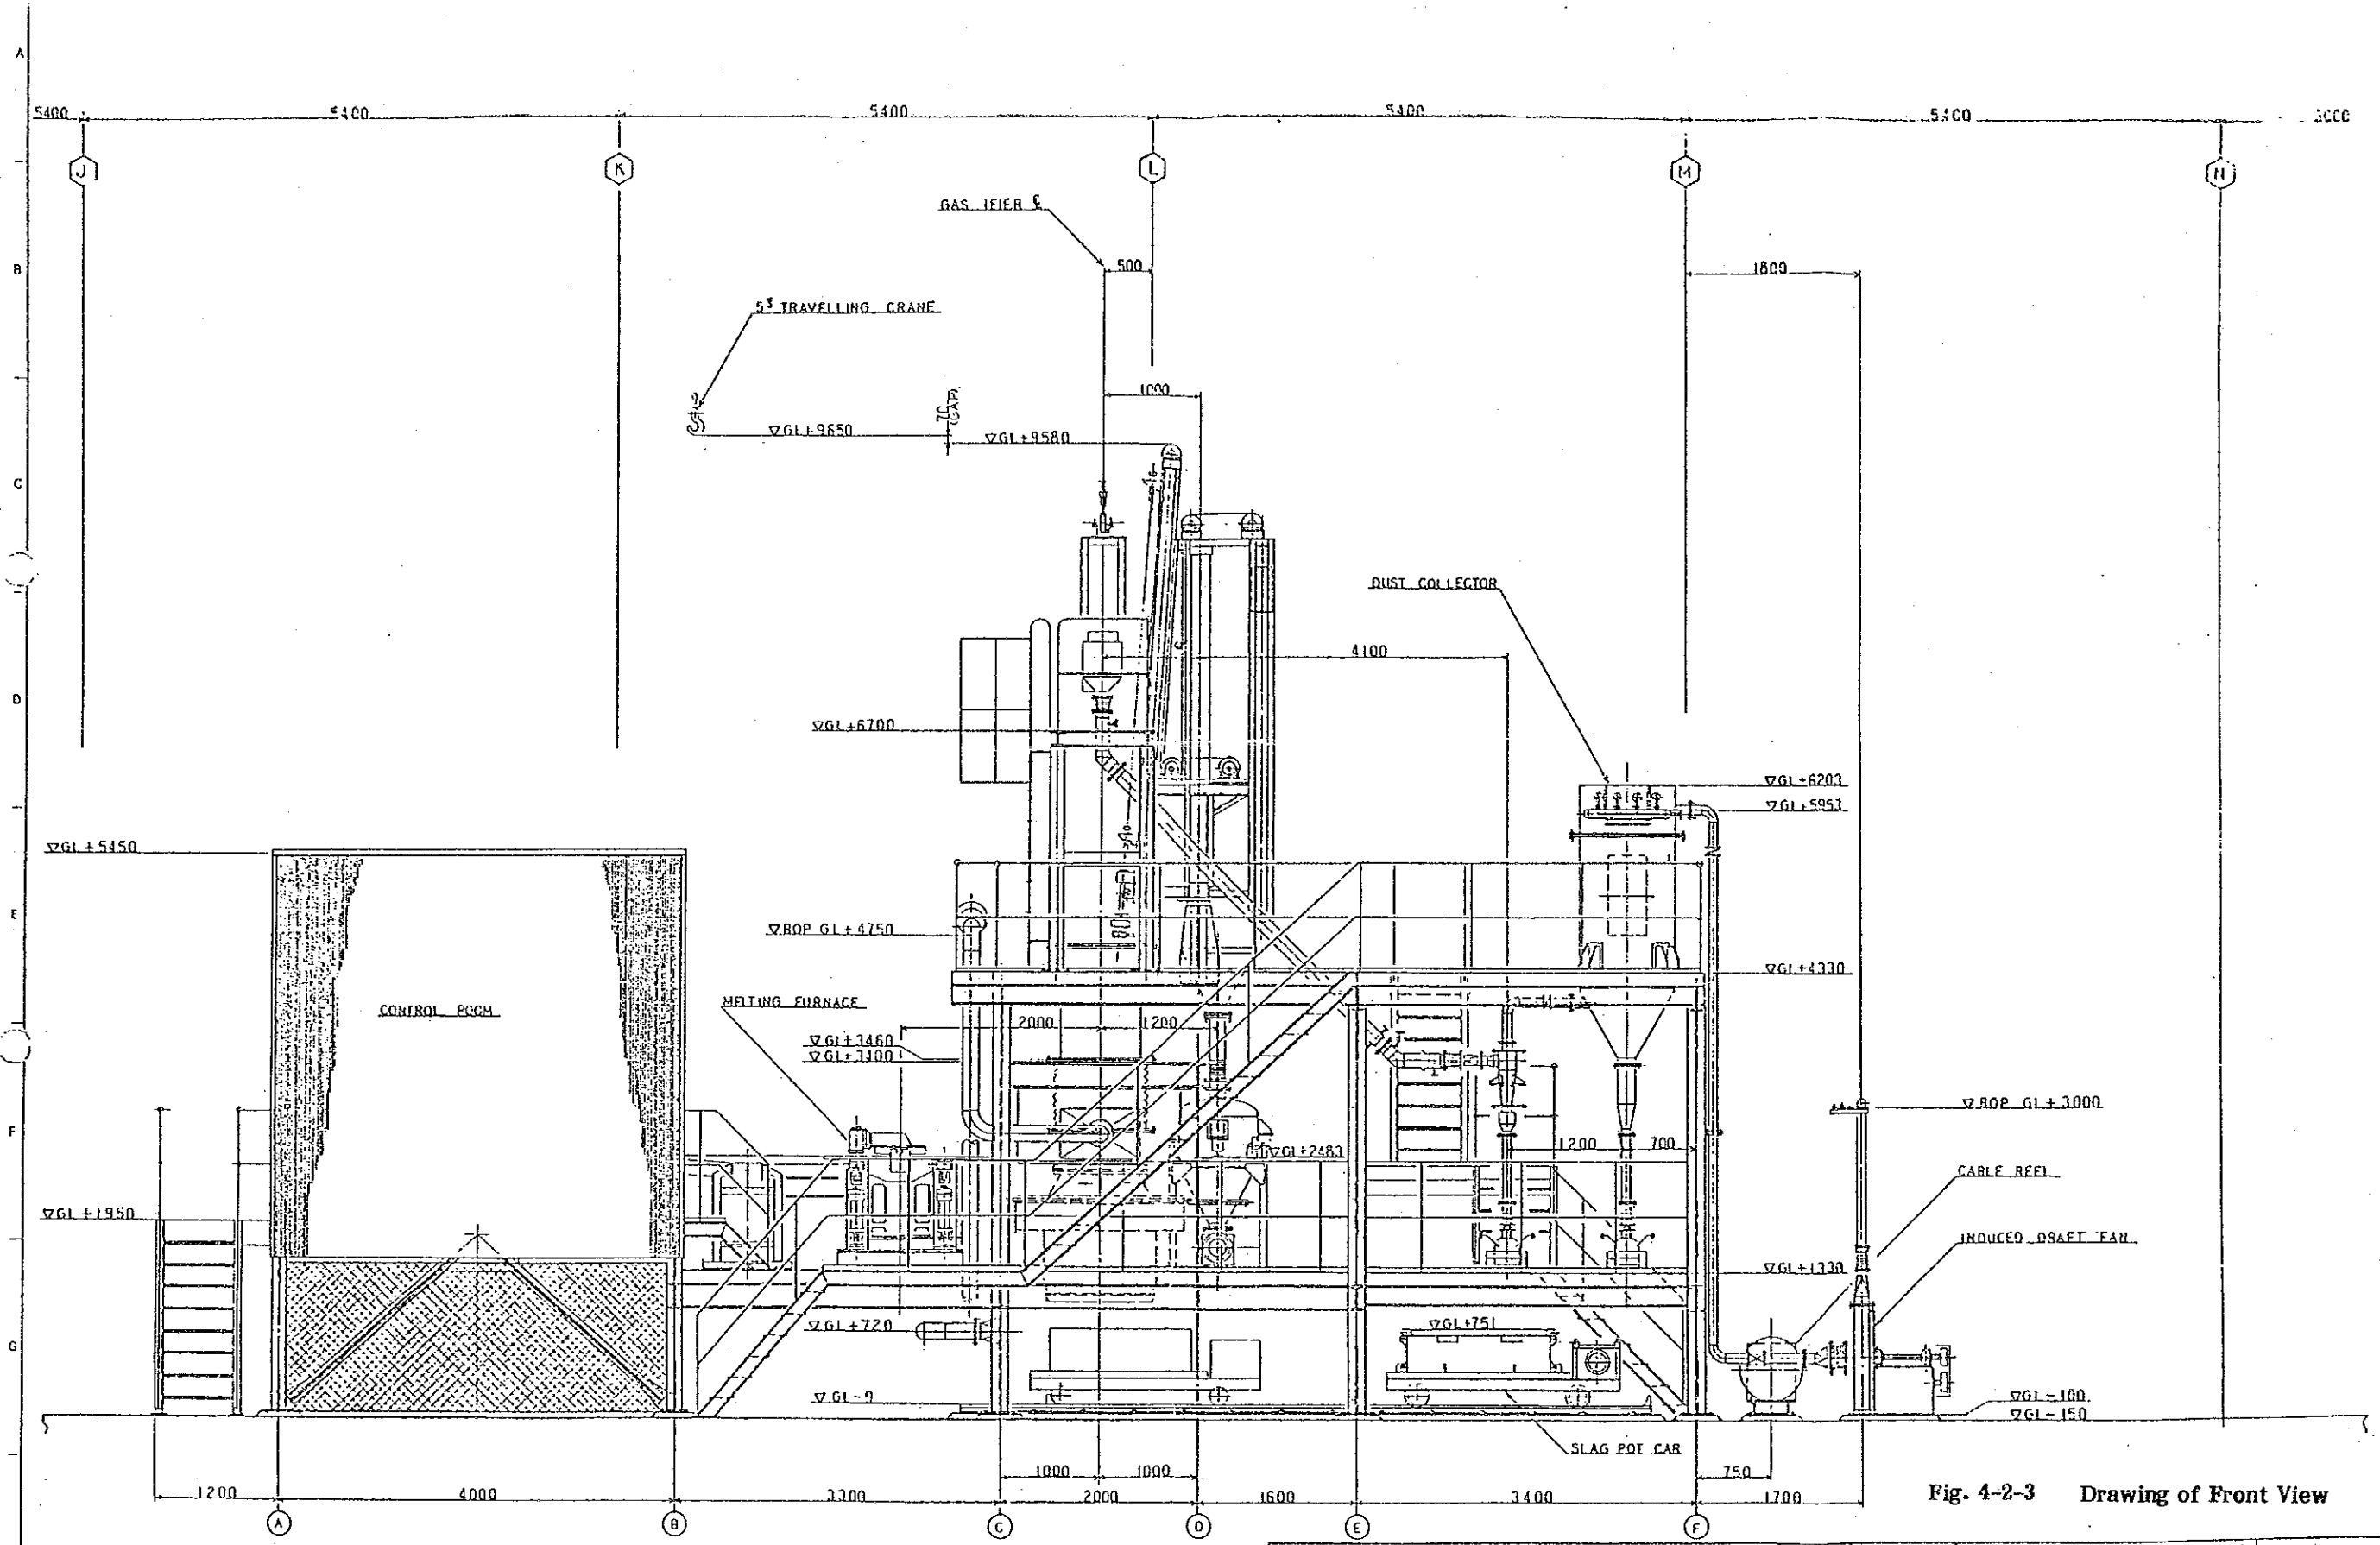 A
5400
5400
5400
5400
5400
J
K
L
M
N
GAS IFIER ℄
B
500
1800
TRAVELLING CRANE
1000
70
(GAP)
▽GL+9650
▽GL+9580
C
DUST COLLECTOR
4100
D
▽GL+6700
▽GL+6203
▽GL+5953
▽GL+5450
E
▽BOP GL+4750
▽GL+4330
MELTING FURNACE
CONTROL ROOM
2000
1200
▽GL+3460
▽GL+3100
▽BOP GL+3000
F
▽GL+2483
1200
700
CABLE REEL
▽GL+1950
INDUCED DRAFT FAN
▽GL+1330
▽GL+720
▽GL+751
G
▽GL-9
▽GL-100
▽GL-150
SLAG POT CAR
1000
1000
750
1200
4000
3300
2000
1600
3400
1700
Fig. 4-2-3 Drawing of Front View
A
B
C
D
E
F